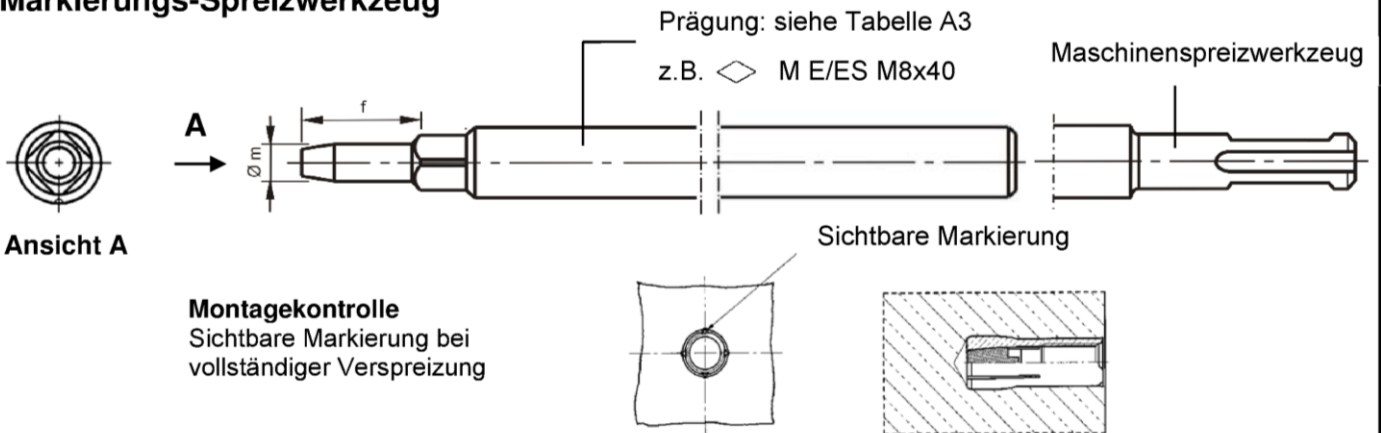 Markierungs-Spreizwerkzeug
Prägung: siehe Tabelle A3
z.B. M E/ES M8x40
Maschinenspreizwerkzeug
f
A
Ø m
Ansicht A
Sichtbare Markierung
Montagekontrolle
Sichtbare Markierung bei
vollständiger Verspreizung